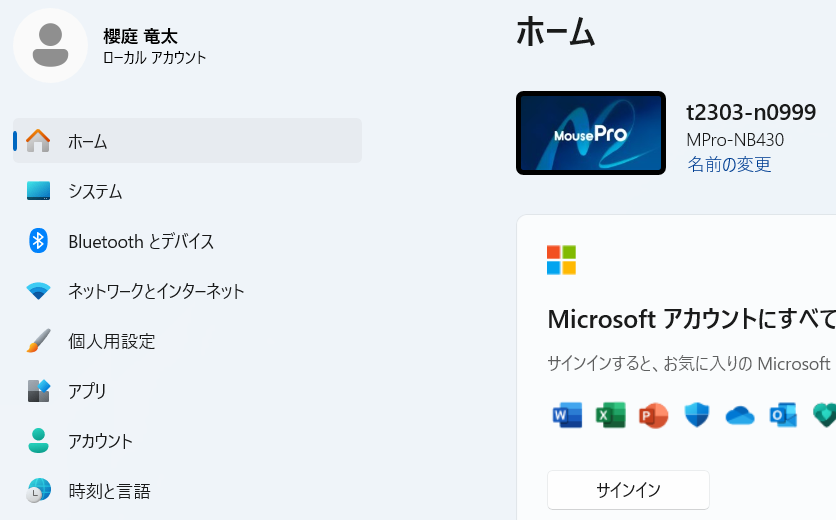 櫻庭 竜太
ローカル アカウント
ホーム
システム
Bluetooth とデバイス
ネットワークとインターネット
個人用設定
アプリ
アカウント
時刻と言語
ホーム
MousePro
t2303-n0999
MPro-NB430
名前の変更
Microsoft アカウントにすべて
サインインすると、お気に入りの Microsoft
W X P O
サインイン